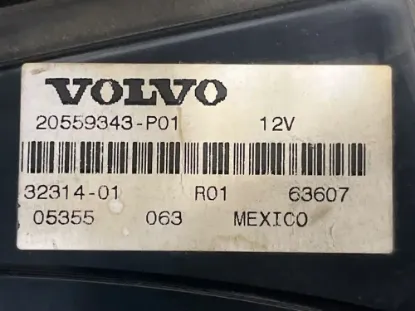 VOLVO
20559343-P01 12V
32314-01 R01 63607
05355 063 MEXICO